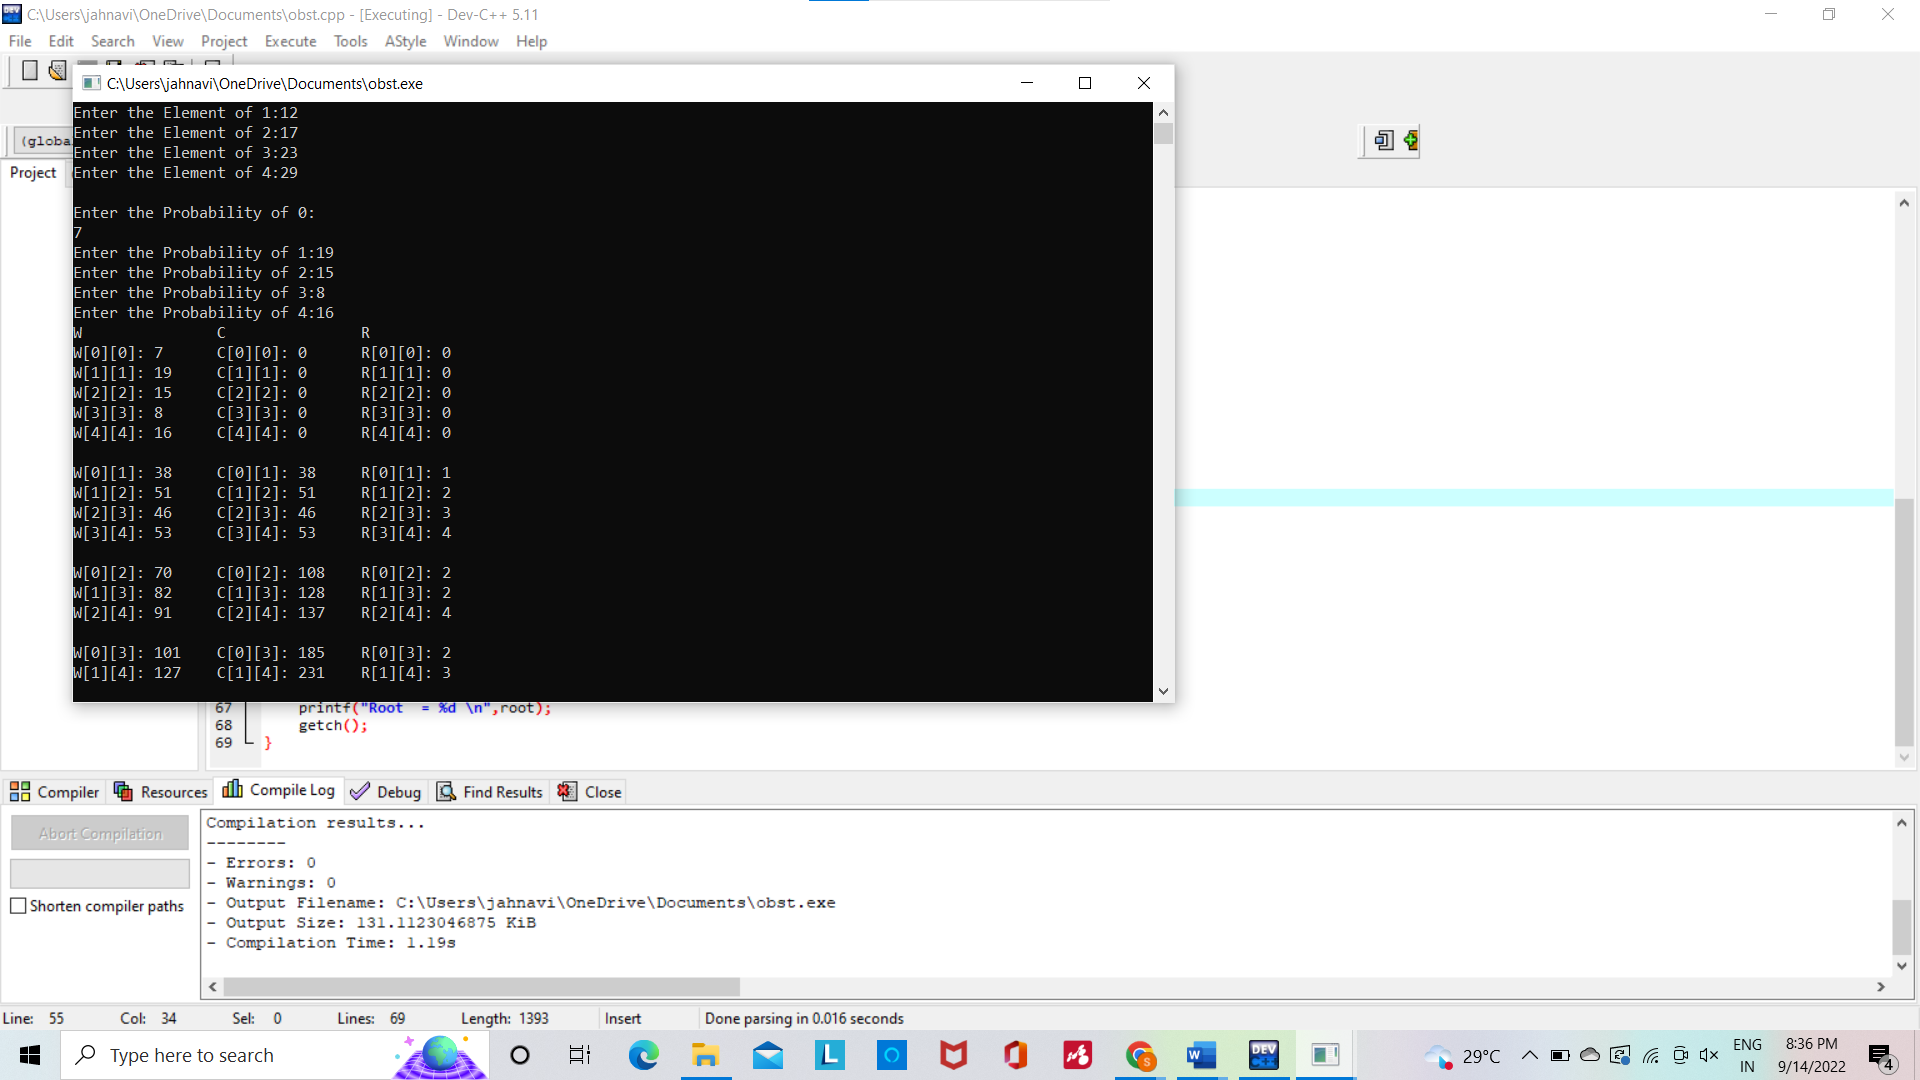 C:\Users\jahnavi\OneDrive\Documents\obst.cpp - [Executing] - Dev-C++ 5.11
File Edit Search View Project Execute Tools AStyle Window Help
C:\Users\jahnavi\OneDrive\Documents\obst.exe
(globa
Project
Enter the Element of 1:12
Enter the Element of 2:17
Enter the Element of 3:23
Enter the Element of 4:29
Enter the Probability of 0:
7
Enter the Probability of 1:19
Enter the Probability of 2:15
Enter the Probability of 3:8
Enter the Probability of 4:16
W C R
W[0][0]: 7 C[0][0]: 0 R[0][0]: 0
W[1][1]: 19 C[1][1]: 0 R[1][1]: 0
W[2][2]: 15 C[2][2]: 0 R[2][2]: 0
W[3][3]: 8 C[3][3]: 0 R[3][3]: 0
W[4][4]: 16 C[4][4]: 0 R[4][4]: 0
W[0][1]: 38 C[0][1]: 38 R[0][1]: 1
W[1][2]: 51 C[1][2]: 51 R[1][2]: 2
W[2][3]: 46 C[2][3]: 46 R[2][3]: 3
W[3][4]: 53 C[3][4]: 53 R[3][4]: 4
W[0][2]: 70 C[0][2]: 108 R[0][2]: 2
W[1][3]: 82 C[1][3]: 128 R[1][3]: 2
W[2][4]: 91 C[2][4]: 137 R[2][4]: 4
W[0][3]: 101 C[0][3]: 185 R[0][3]: 2
W[1][4]: 127 C[1][4]: 231 R[1][4]: 3
67 printf("Root = %d \n",root);
68 getch();
69 }
Compiler Resources Compile Log Debug Find Results Close
Abort Compilation
Shorten compiler paths
Compilation results...
--------
- Errors: 0
- Warnings: 0
- Output Filename: C:\Users\jahnavi\OneDrive\Documents\obst.exe
- Output Size: 131.1123046875 KiB
- Compilation Time: 1.19s
Line: 55 Col: 34 Sel: 0 Lines: 69 Length: 1393 Insert Done parsing in 0.016 seconds
Type here to search
29°C
ENG
IN
8:36 PM
9/14/2022
4